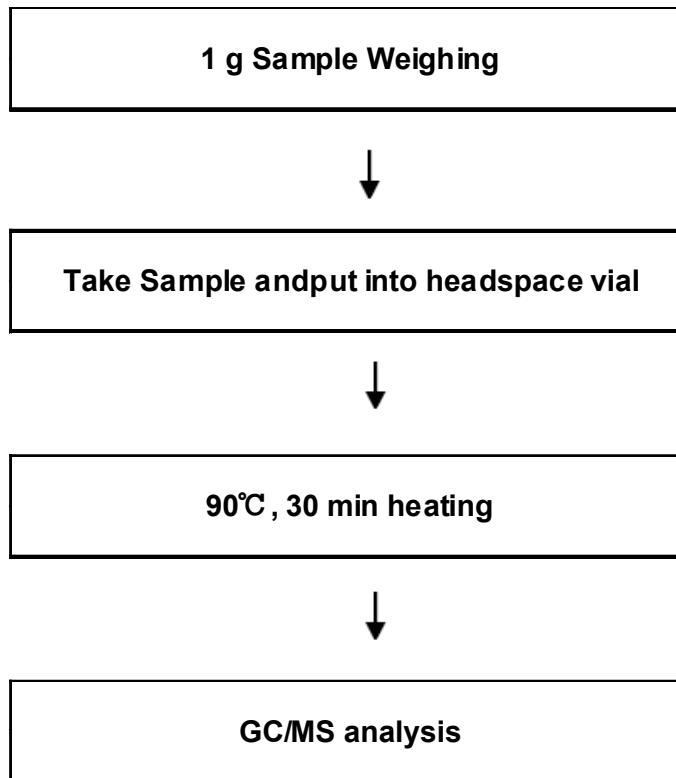 1 g Sample Weighing
Take Sample andput into headspace vial
90℃, 30 min heating
GC/MS analysis